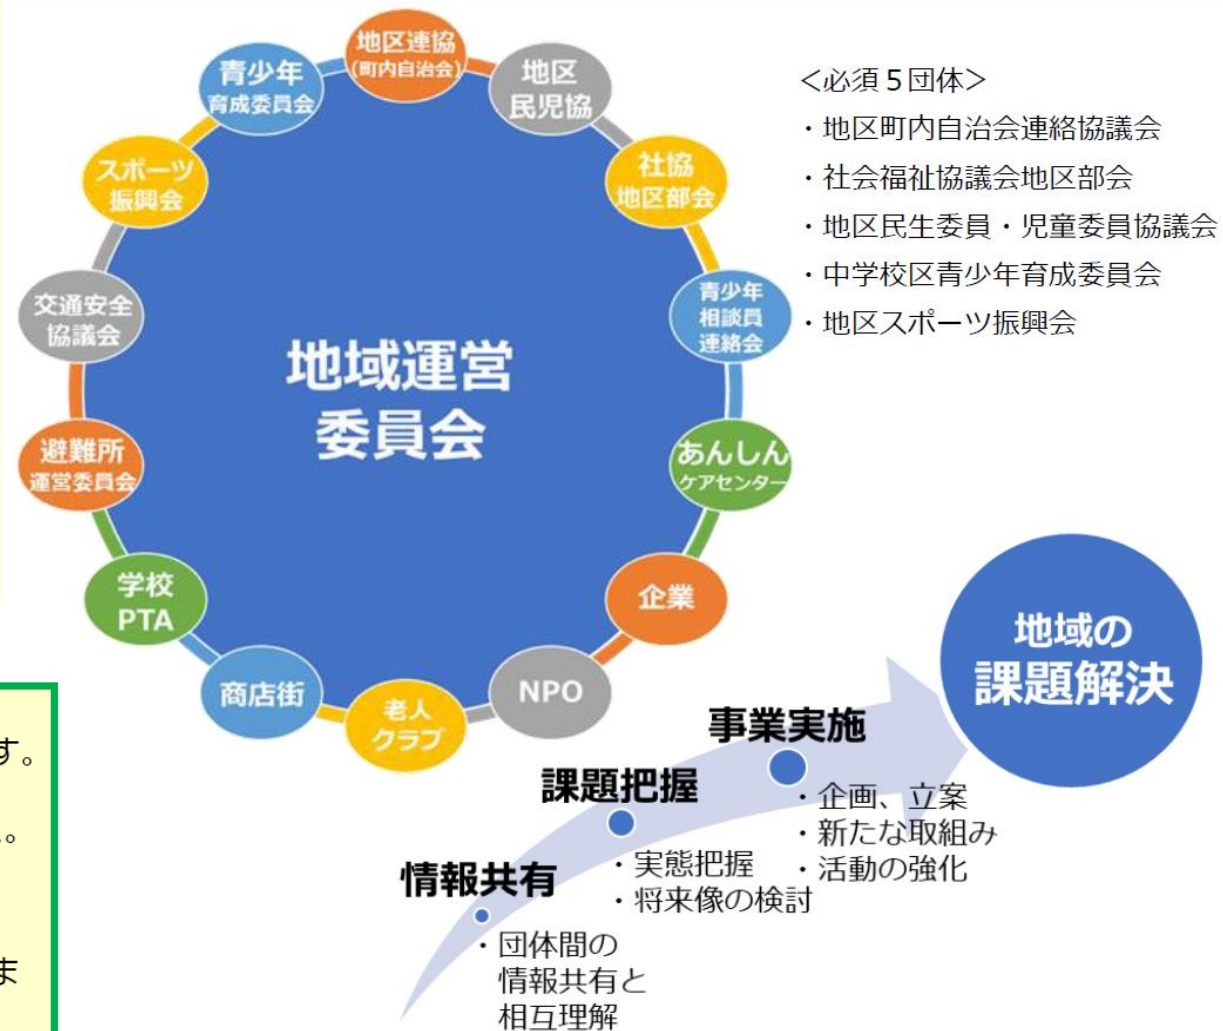 地区連協
(町内自治会)
地区
民児協
社協
地区部会
青少年
相談員
連絡会
あんしん
ケアセンター
企業
NPO
老人
クラブ
商店街
学校
PTA
避難所
運営委員会
交通安全
協議会
スポーツ
振興会
青少年
育成委員会
地域運営
委員会
<必須5団体>
・地区町内自治会連絡協議会
・社会福祉協議会地区部会
・地区民生委員・児童委員協議会
・中学校区青少年育成委員会
・地区スポーツ振興会
地域の
課題解決
事業実施
・企画、立案
・新たな取組み
・活動の強化
課題把握
・実態把握
・将来像の検討
情報共有
・団体間の
情報共有と
相互理解
す。
ま